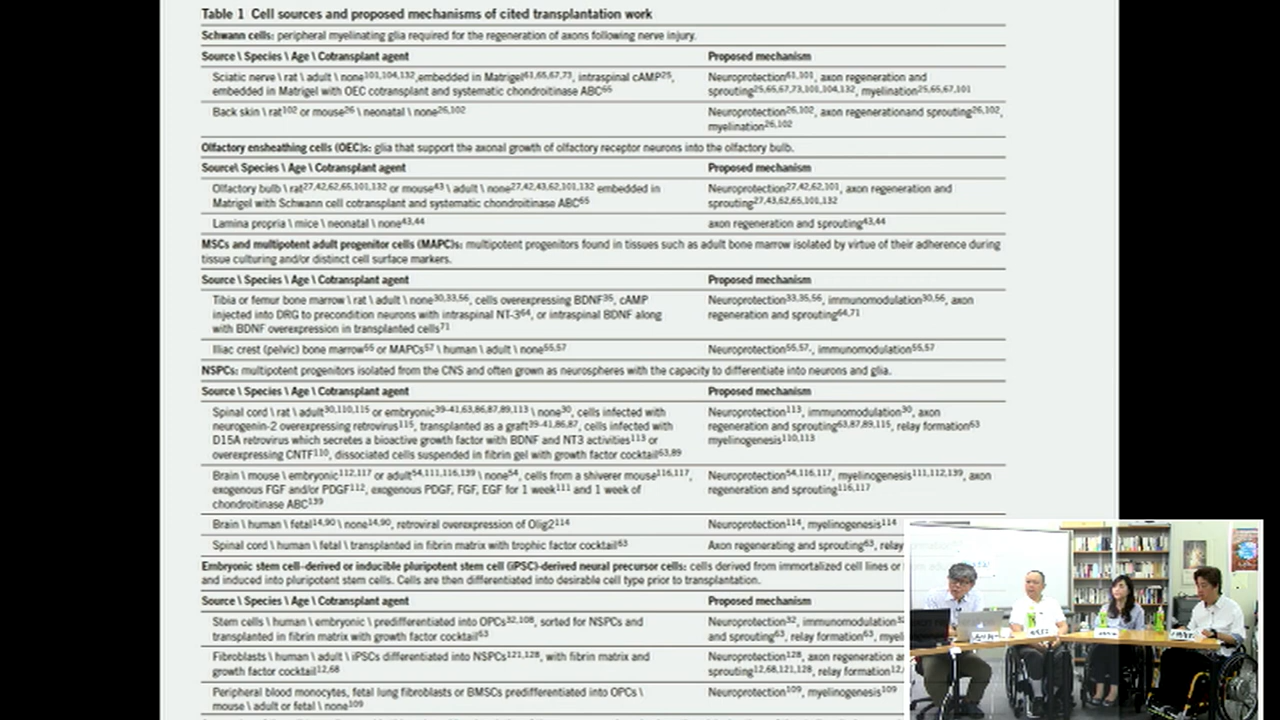 Table 1 Cell sources and proposed mechanisms of cited transplantation work
Schwann cells: peripheral myelinating glia required for the regeneration of axons following nerve injury.
Source \ Species \ Age \ Cotransplant agent
Proposed mechanism
Sciatic nerve \ rat \ adult \ none101,104,132,embedded in Matrigel61,65,67,73, intraspinal cAMP25,
embedded in Matrigel with OEC cotransplant and systematic chondroitinase ABC65
Neuroprotection61,101, axon regeneration and
sprouting25,65,67,73,101,104,132, myelination25,65,67,101
Back skin \ rat102 or mouse26 \ neonatal \ none26,102
Neuroprotection26,102, axon regenerationand sprouting26,102,
myelination26,102
Olfactory ensheathing cells (OEC)s: glia that support the axonal growth of olfactory receptor neurons into the olfactory bulb.
Source\ Species \ Age \ Cotransplant agent
Proposed mechanism
Olfactory bulb \ rat27,42,62,65,101,132 or mouse43 \ adult \ none27,42,43,62,101,132 embedded in
Matrigel with Schwann cell cotransplant and systematic chondroitinase ABC65
Neuroprotection27,42,62,101, axon regeneration and
sprouting27,43,62,65,101,132
Lamina propria \ mice \ neonatal \ none43,44
axon regeneration and sprouting43,44
MSCs and multipotent adult progenitor cells (MAPC)s: multipotent progenitors found in tissues such as adult bone marrow isolated by virtue of their adherence during
tissue culturing and/or distinct cell surface markers.
Source \ Species \ Age \ Cotransplant agent
Proposed mechanism
Tibia or femur bone marrow \ rat \ adult \ none30,33,56, cells overexpressing BDNF35, cAMP
injected into DRG to precondition neurons with intraspinal NT-364, or intraspinal BDNF along
with BDNF overexpression in transplanted cells71
Neuroprotection33,35,56, immunomodulation30,56, axon
regeneration and sprouting64,71
Iliac crest (pelvic) bone marrow55 or MAPCs57 \ human \ adult \ none55,57
Neuroprotection55,57-, immunomodulation55,57
NSPCs: multipotent progenitors isolated from the CNS and often grown as neurospheres with the capacity to differentiate into neurons and glia.
Source \ Species \ Age \ Cotransplant agent
Proposed mechanism
Spinal cord \ rat \ adult30,110,115 or embryonic39–41,63,86,87,89,113 \ none30, cells infected with
neurogenin-2 overexpressing retrovirus115, transplanted as a graft39–41,86,87, cells infected with
D15A retrovirus which secretes a bioactive growth factor with BDNF and NT3 activities113 or
overexpressing CNTF110, dissociated cells suspended in fibrin gel with growth factor cocktail63,89
Neuroprotection113, immunomodulation30, axon
regeneration and sprouting63,87,89,115, relay formation63
myelinogenesis110,113
Brain \ mouse \ embryonic112,117 or adult54,111,116,139 \ none54, cells from a shiverer mouse116,117,
exogenous FGF and/or PDGF112, exogenous PDGF, FGF, EGF for 1 week111 and 1 week of
chondroitinase ABC139
Neuroprotection54,116,117, myelinogenesis111,112,139, axon
regeneration and sprouting116,117
Brain \ human \ fetal14,90 \ none14,90, retroviral overexpression of Olig2114
Neuroprotection114, myelinogenesis114
Spinal cord \ human \ fetal \ transplanted in fibrin matrix with trophic factor cocktail63
Axon regenerating and sprouting63, relay
Embryonic stem cell–derived or inducible pluripotent stem cell (iPSC)-derived neural precursor cells: cells derived from immortalized cell lines or
and induced into pluripotent stem cells. Cells are then differentiated into desirable cell type prior to transplantation.
Source \ Species \ Age \ Cotransplant agent
Proposed mechanism
Stem cells \ human \ embryonic \ predifferentiated into OPCs32,108, sorted for NSPCs and
transplanted in fibrin matrix with growth factor cocktail63
Neuroprotection32, immunomodulation32
and sprouting63, relay formation63, myel
Fibroblasts \ human \ adult \ iPSCs differentiated into NSPCs121,128, with fibrin matrix and
growth factor cocktail12,68
Neuroprotection128, axon regeneration a
sprouting12,68,121,128, relay formation12,
Peripheral blood monocytes, fetal lung fibroblasts or BMSCs predifferentiated into OPCs \
mouse \ adult or fetal \ none109
Neuroprotection109, myelinogenesis109